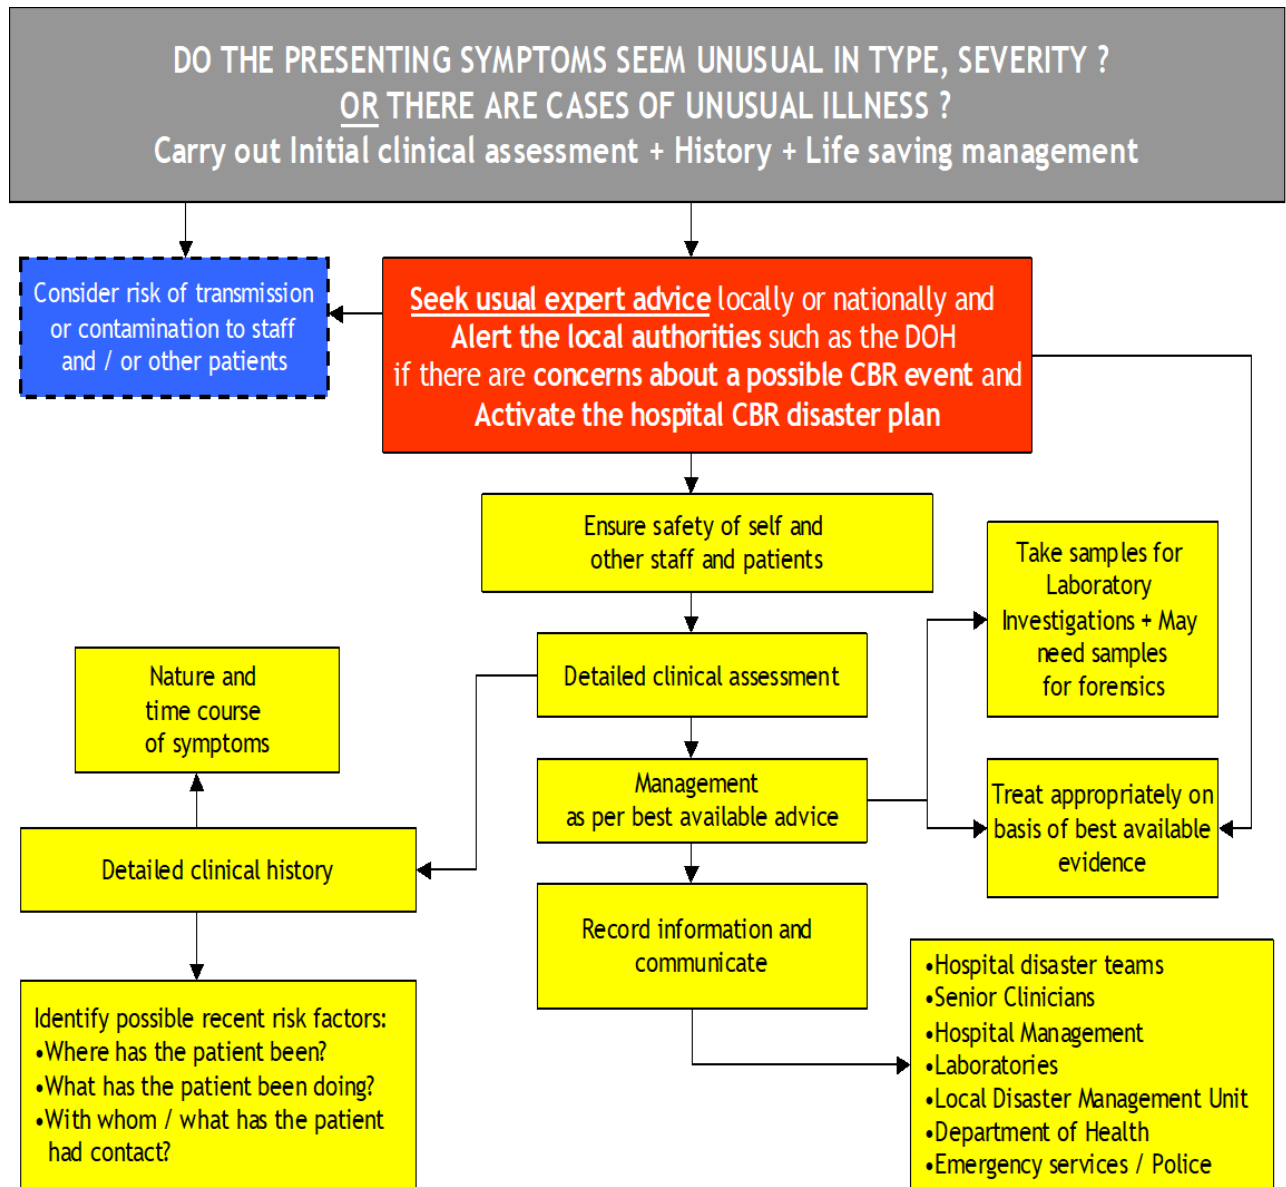 DO THE PRESENTING SYMPTOMS SEEM UNUSUAL IN TYPE, SEVERITY ?
OR THERE ARE CASES OF UNUSUAL ILLNESS ?
Carry out Initial clinical assessment + History + Life saving management
Consider risk of transmission
or contamination to staff
and / or other patients
Seek usual expert advice locally or nationally and
Alert the local authorities such as the DOH
if there are concerns about a possible CBR event and
Activate the hospital CBR disaster plan
Ensure safety of self and
other staff and patients
Take samples for
Laboratory
Investigations + May
need samples
for forensics
Detailed clinical assessment
Nature and
time course
of symptoms
Management
as per best available advice
Treat appropriately on
basis of best available
evidence
Detailed clinical history
Record information and
communicate
Identify possible recent risk factors:
•Where has the patient been?
•What has the patient been doing?
•With whom / what has the patient
had contact?
•Hospital disaster teams
•Senior Clinicians
•Hospital Management
•Laboratories
•Local Disaster Management Unit
•Department of Health
•Emergency services / Police